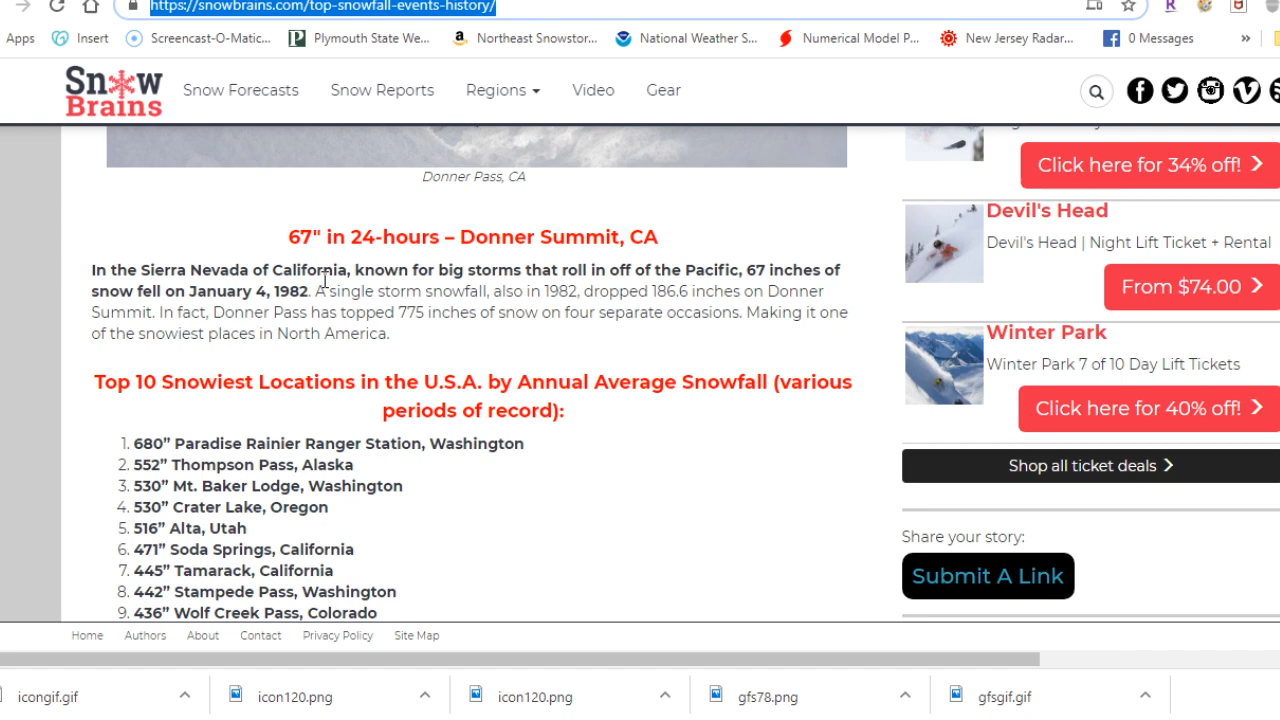 https://snowbrains.com/top-snowfall-events-history/
Apps Insert Screencast-O-Matic... Plymouth State We... Northeast Snowstor... National Weather S... Numerical Model P... New Jersey Radar... 0 Messages »
Snow Brains
Snow Forecasts Snow Reports Regions Video Gear
Donner Pass, CA
67" in 24-hours – Donner Summit, CA
In the Sierra Nevada of California, known for big storms that roll in off of the Pacific, 67 inches of
snow fell on January 4, 1982. A single storm snowfall, also in 1982, dropped 186.6 inches on Donner
Summit. In fact, Donner Pass has topped 775 inches of snow on four separate occasions. Making it one
of the snowiest places in North America.
Top 10 Snowiest Locations in the U.S.A. by Annual Average Snowfall (various
periods of record):
1. 680” Paradise Rainier Ranger Station, Washington
2. 552” Thompson Pass, Alaska
3. 530” Mt. Baker Lodge, Washington
4. 530” Crater Lake, Oregon
5. 516” Alta, Utah
6. 471” Soda Springs, California
7. 445” Tamarack, California
8. 442” Stampede Pass, Washington
9. 436” Wolf Creek Pass, Colorado
Click here for 34% off!
Devil's Head
Devil's Head | Night Lift Ticket + Rental
From $74.00
Winter Park
Winter Park 7 of 10 Day Lift Tickets
Click here for 40% off!
Shop all ticket deals
Share your story:
Submit A Link
Home Authors About Contact Privacy Policy Site Map
icongif.gif icon120.png icon120.png gfs78.png gfsgif.gif